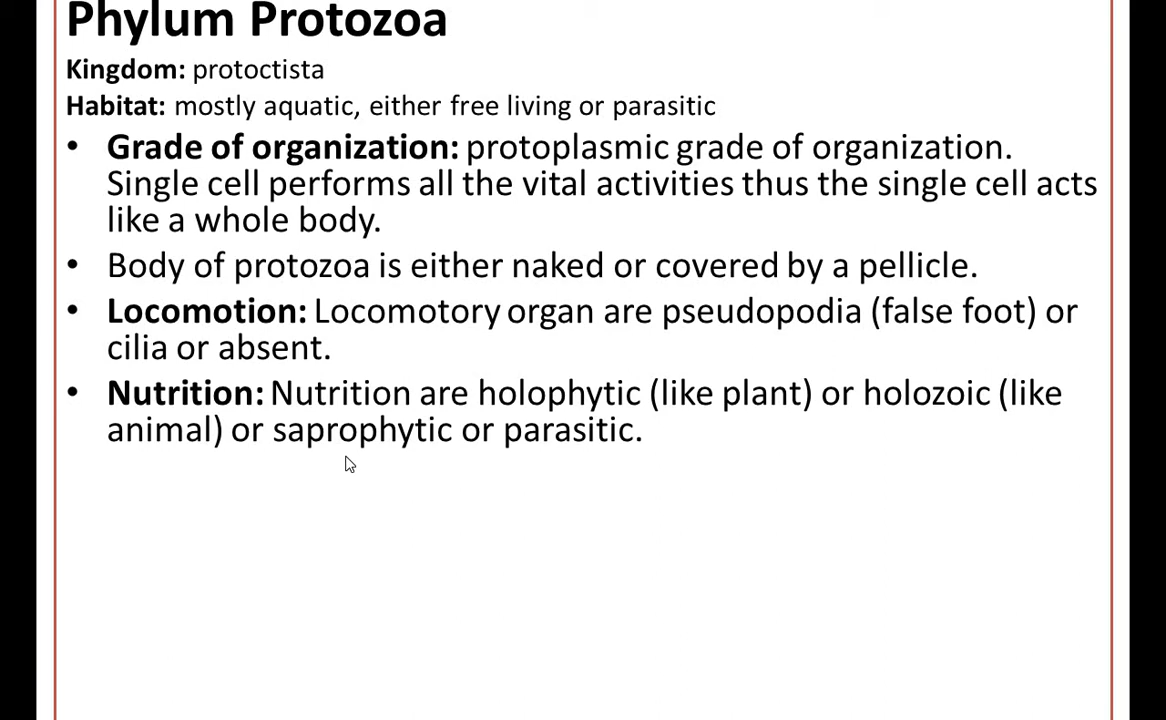 Phylum Protozoa
Kingdom: protoctista
Habitat: mostly aquatic, either free living or parasitic
• Grade of organization: protoplasmic grade of organization.
Single cell performs all the vital activities thus the single cell acts
like a whole body.
• Body of protozoa is either naked or covered by a pellicle.
• Locomotion: Locomotory organ are pseudopodia (false foot) or
cilia or absent.
• Nutrition: Nutrition are holophytic (like plant) or holozoic (like
animal) or saprophytic or parasitic.